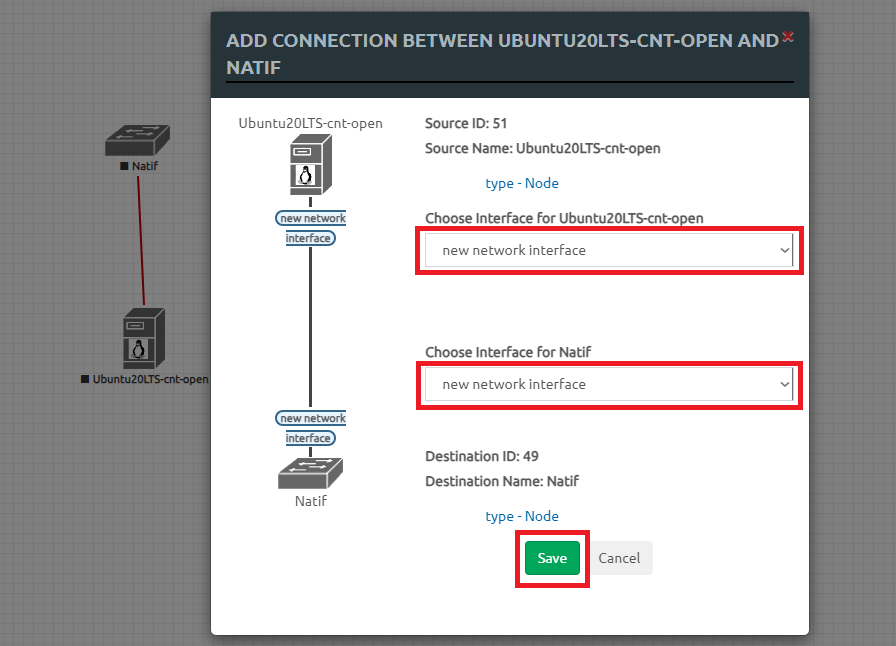 ADD CONNECTION BETWEEN UBUNTU20LTS-CNT-OPEN AND
NATIF
Natif
Ubuntu20LTS-cnt-open
Ubuntu20LTS-cnt-open
new network
interface
new network
interface
Natif
Source ID: 51
Source Name: Ubuntu20LTS-cnt-open
type - Node
Choose Interface for Ubuntu20LTS-cnt-open
new network interface
Choose Interface for Natif
new network interface
Destination ID: 49
Destination Name: Natif
type - Node
Save
Cancel